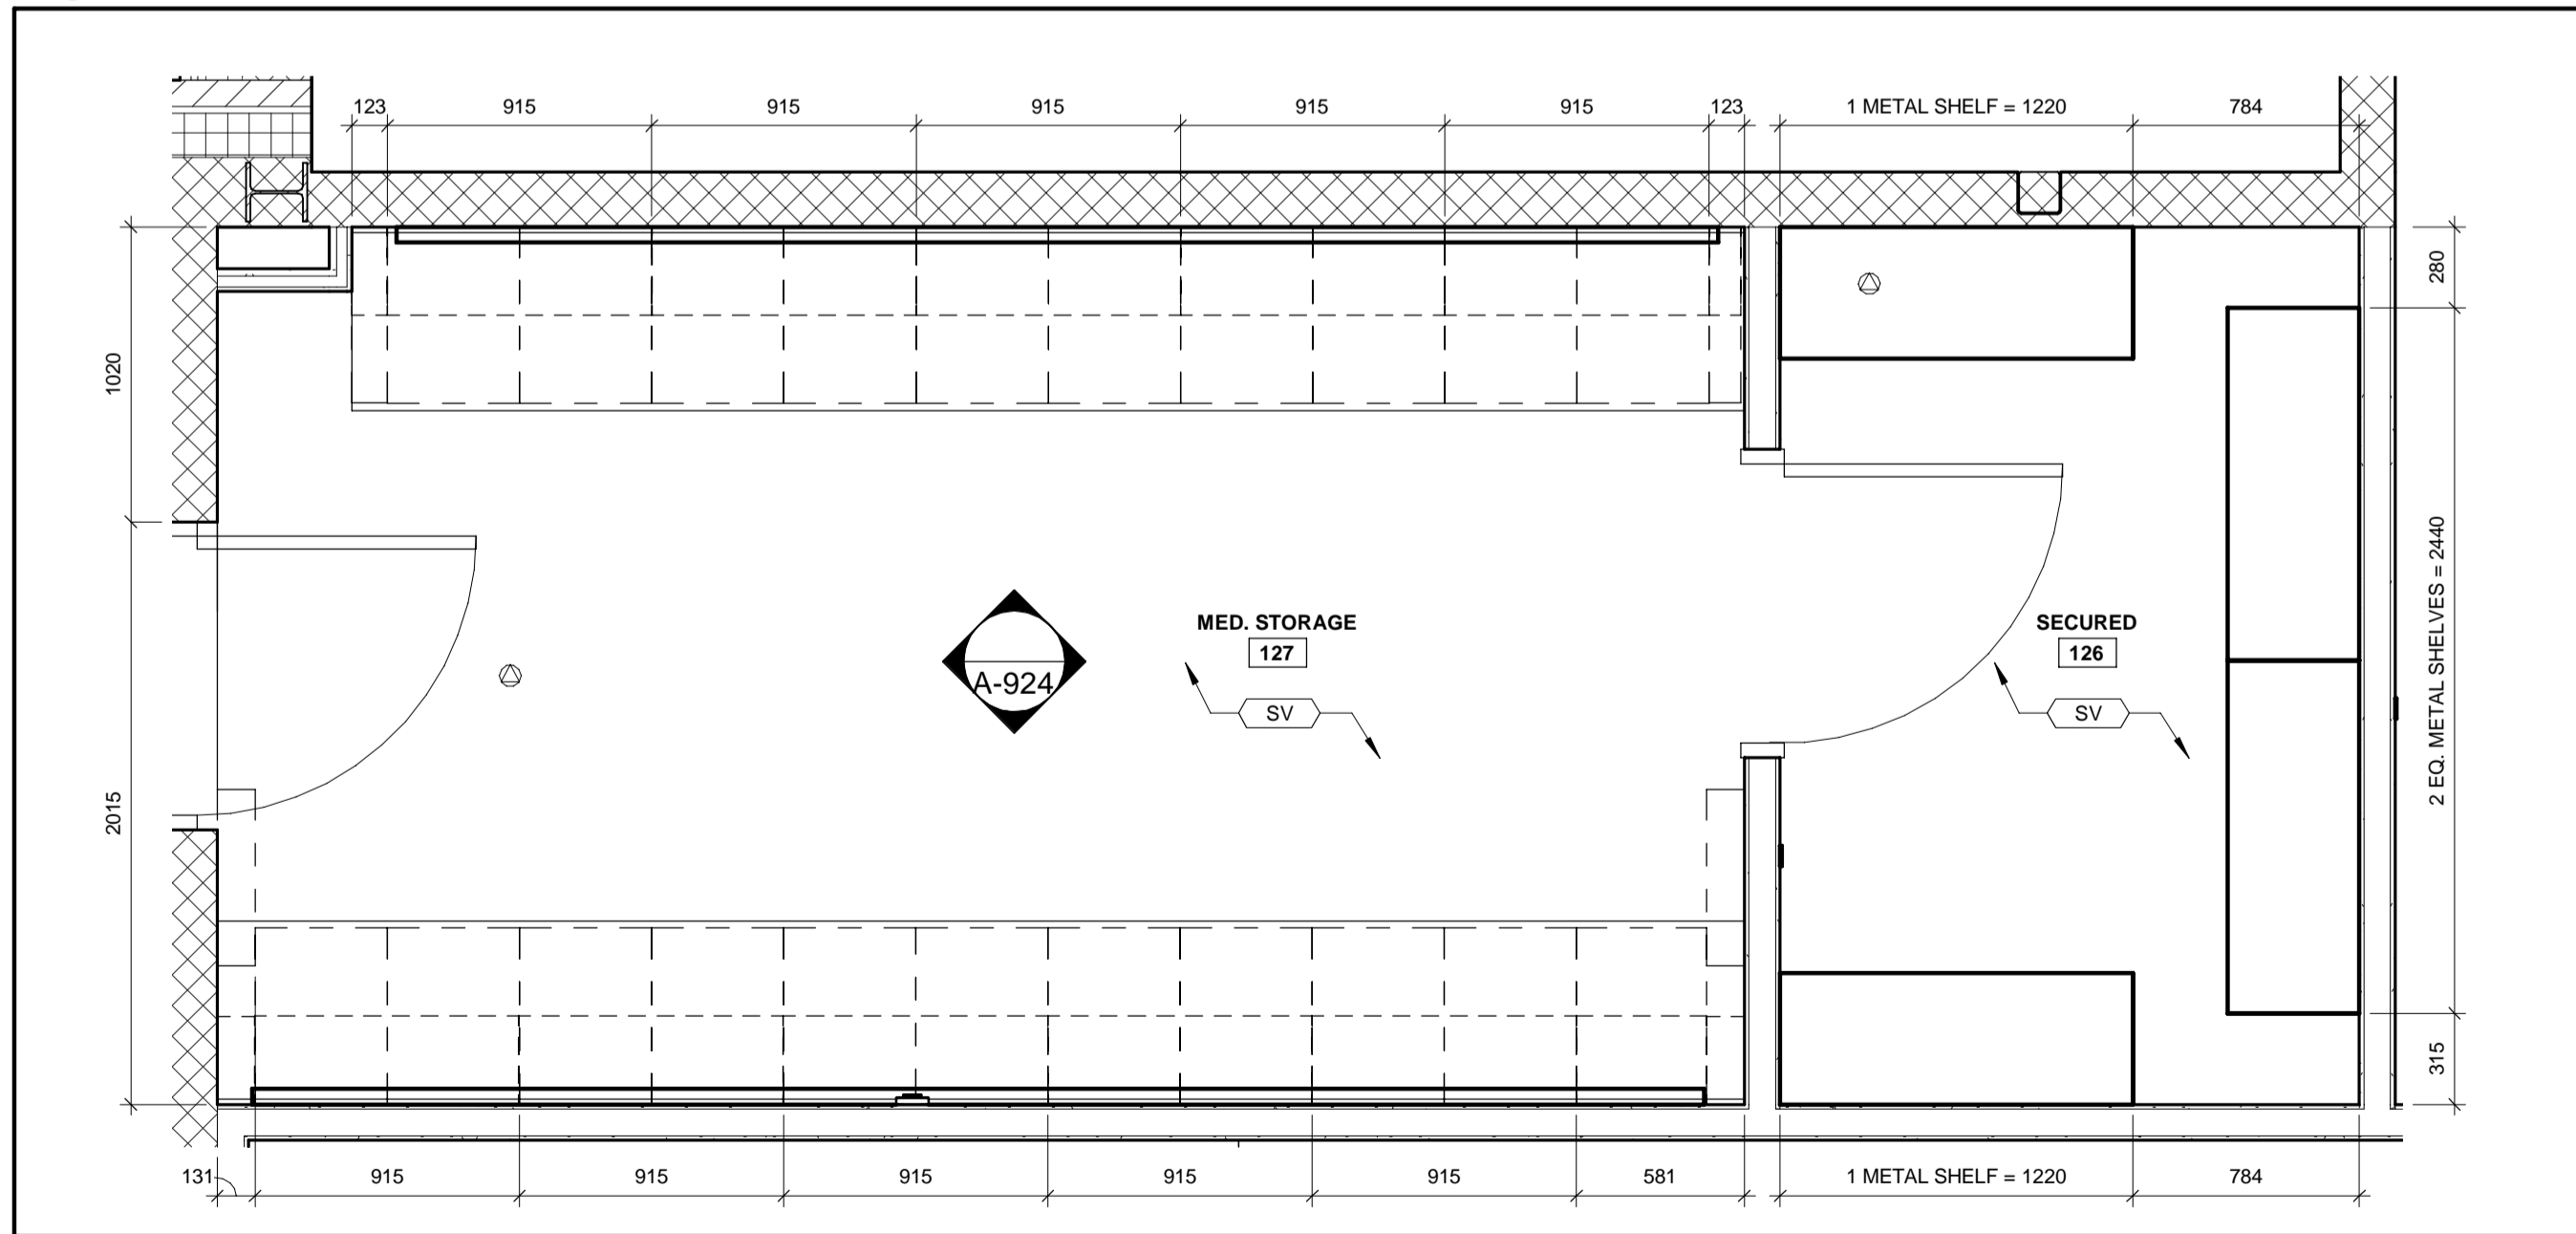 123 915 915 915 915 915 123 1 METAL SHELF = 1220 784
280
1020
2 EQ. METAL SHELVES = 2440
MED. STORAGE
127
SECURED
126
A-924
SV
SV
2015
315
131 915 915 915 915 915 581 1 METAL SHELF = 1220 784